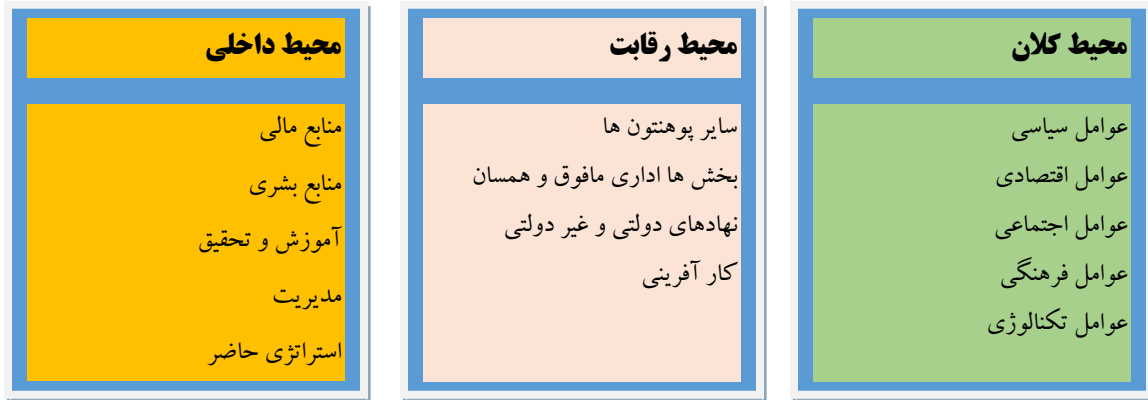 محیط کلان
عوامل سیاسی
عوامل اقتصادی
عوامل اجتماعی
عوامل فرهنگی
عوامل تکنالوژی
محیط رقابت
سایر پوهنتون ها
بخش ها اداری مافوق و همسان
نهادهای دولتی و غیر دولتی
کار آفرینی
محیط داخلی
منابع مالی
منابع بشری
آموزش و تحقیق
مدیریت
استراتژی حاضر